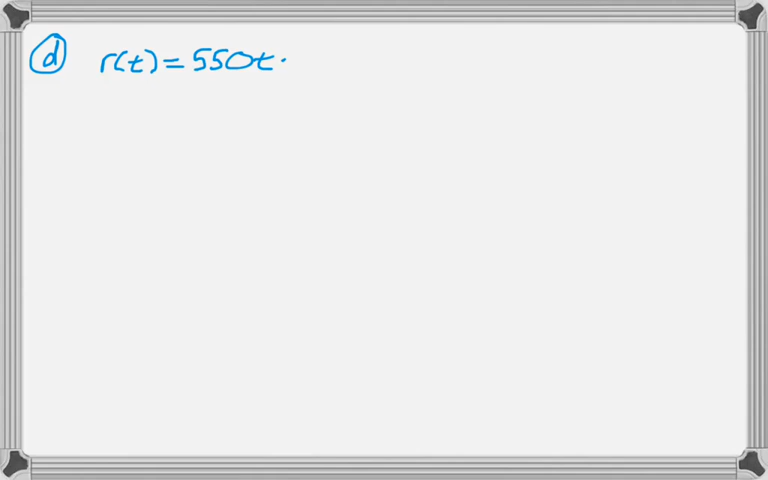 ⓓ r(t) = 550t.